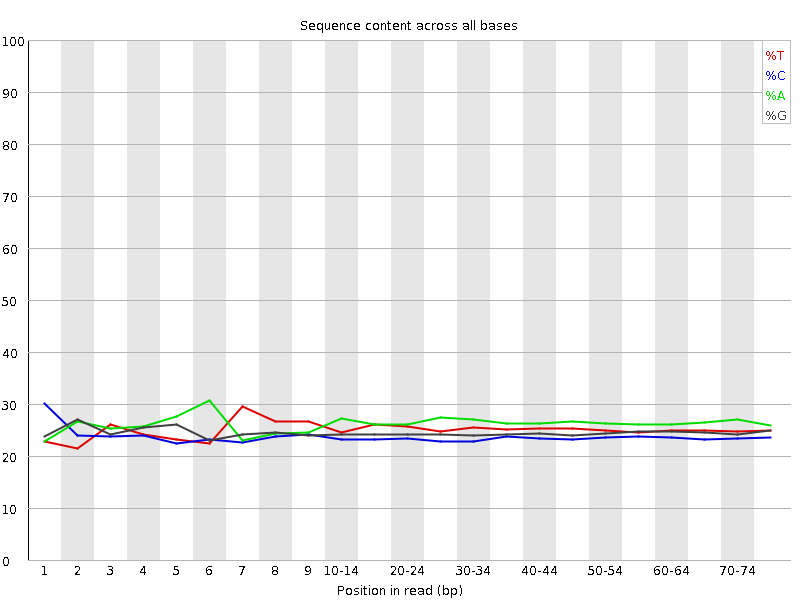 Sequence content across all bases
100
90
80
70
60
50
40
30
20
10
0
%T
%C
%A
%G
1 2 3 4 5 6 7 8 9 10-14 20-24 30-34 40-44 50-54 60-64 70-74
Position in read (bp)